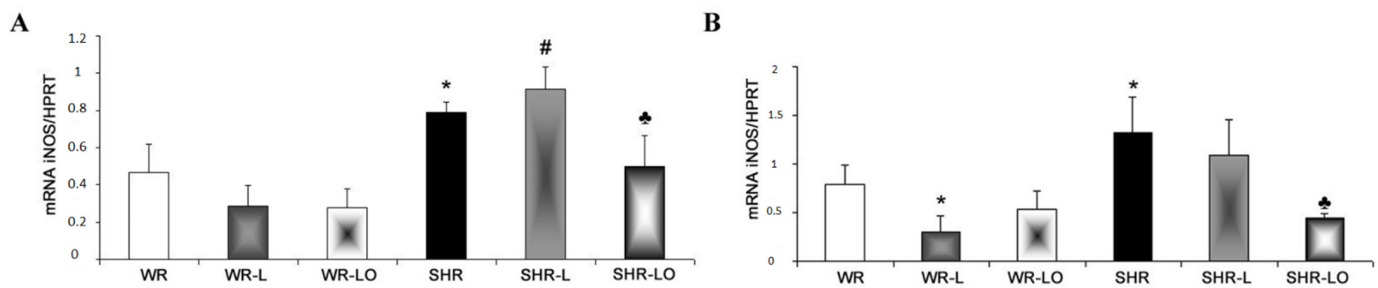 A
mRNA iNOS/HPRT
1.2
1
0.8
0.6
0.4
0.2
0
*
#
♣
WR
WR-L
WR-LO
SHR
SHR-L
SHR-LO
B
mRNA iNOS/HPRT
2
1.5
1
0.5
0
*
*
♣
WR
WR-L
WR-LO
SHR
SHR-L
SHR-LO